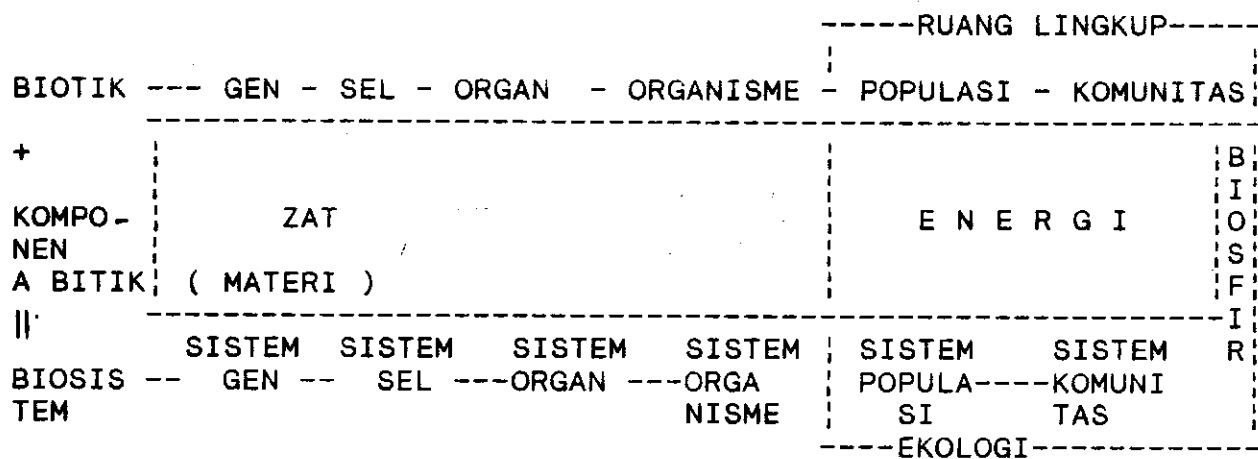 -----RUANG LINGKUP-----
BIOTIK --- GEN - SEL - ORGAN - ORGANISME - POPULASI - KOMUNITAS
+
KOMPO- ZAT E N E R G I
NEN
A BITIK ( MATERI )
||
BIOSFIR
SISTEM SISTEM SISTEM SISTEM SISTEM SISTEM
BIOSIS -- GEN -- SEL ---ORGAN ---ORGA POPULA----KOMUNI
TEM NISME SI TAS
----EKOLOGI-------------